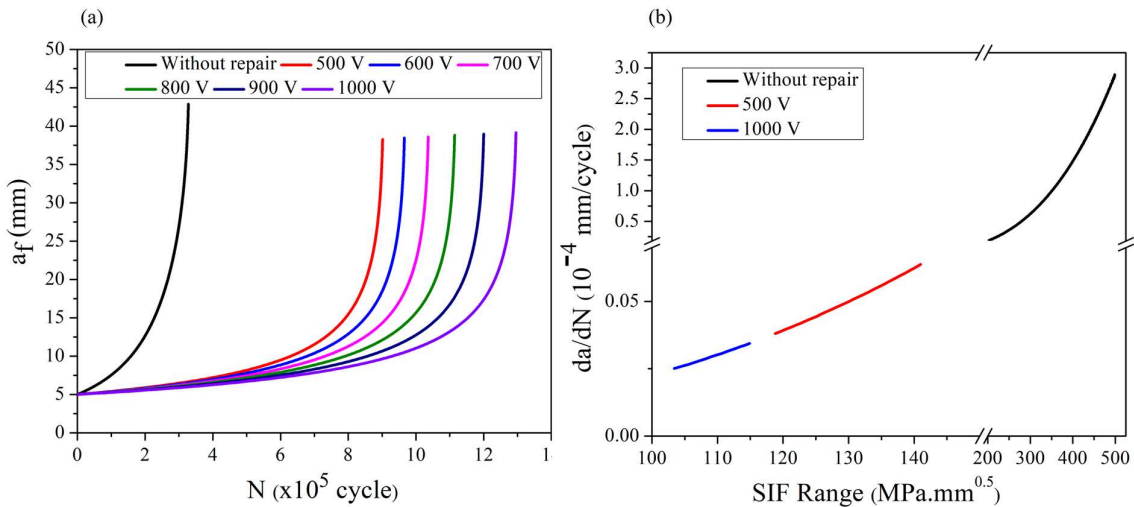 (a)
(b)
50
45
40
35
30
25
20
15
10
5
0
a_f (mm)
Without repair 500 V 600 V 700 V
800 V 900 V 1000 V
0 2 4 6 8 10 12 1
N (x10^5 cycle)
3.0
2.5
2.0
1.5
1.0
0.5
0.05
0.00
da/dN (10^-4 mm/cycle)
Without repair
500 V
1000 V
100 110 120 130 140 200 300 400 500
SIF Range (MPa.mm^0.5)